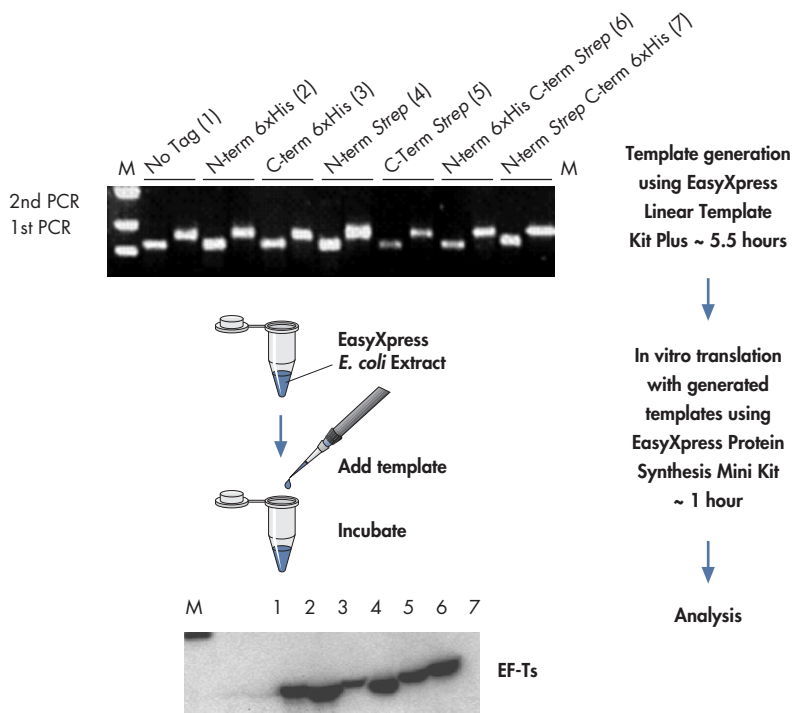 M
No Tag (1)
N-term 6xHis (2)
C-term 6xHis (3)
N-term Strep (4)
C-Term Strep (5)
N-term 6xHis C-term Strep (6)
N-term Strep C-term 6xHis (7)
M
2nd PCR
1st PCR
Template generation
using EasyXpress
Linear Template
Kit Plus ~ 5.5 hours
EasyXpress
E. coli Extract
Add template
Incubate
In vitro translation
with generated
templates using
EasyXpress Protein
Synthesis Mini Kit
~ 1 hour
Analysis
M 1 2 3 4 5 6 7
EF-Ts